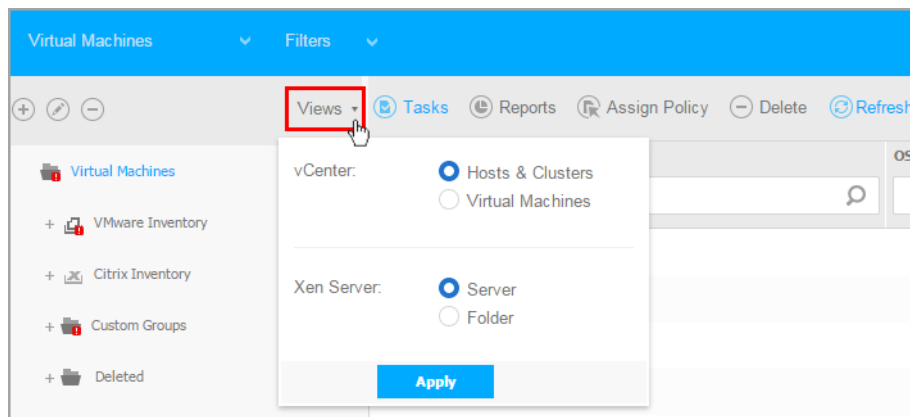 Virtual Machines Filters
Views Tasks Reports Assign Policy Delete Refresh
Virtual Machines
VMware Inventory
Citrix Inventory
Custom Groups
Deleted
vCenter: Hosts & Clusters
Virtual Machines
Xen Server: Server
Folder
Apply
OS